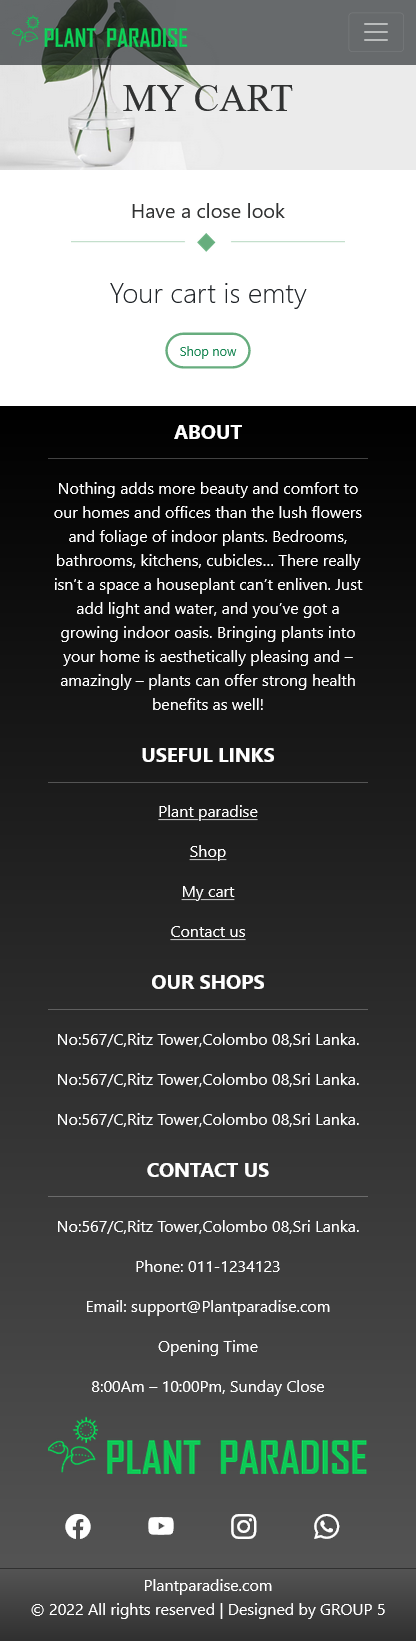 PLANT PARADISE
MY CART
Have a close look
Your cart is emty
Shop now
ABOUT
Nothing adds more beauty and comfort to
our homes and offices than the lush flowers
and foliage of indoor plants. Bedrooms,
bathrooms, kitchens, cubicles... There really
isn't a space a houseplant can't enliven. Just
add light and water, and you've got a
growing indoor oasis. Bringing plants into
your home is aesthetically pleasing and –
amazingly – plants can offer strong health
benefits as well!
USEFUL LINKS
Plant paradise
Shop
My cart
Contact us
OUR SHOPS
No:567/C,Ritz Tower,Colombo 08,Sri Lanka.
No:567/C,Ritz Tower,Colombo 08,Sri Lanka.
No:567/C,Ritz Tower,Colombo 08,Sri Lanka.
CONTACT US
No:567/C,Ritz Tower,Colombo 08,Sri Lanka.
Phone: 011-1234123
Email: support@Plantparadise.com
Opening Time
8:00Am – 10:00Pm, Sunday Close
PLANT PARADISE
Plantparadise.com
© 2022 All rights reserved | Designed by GROUP 5